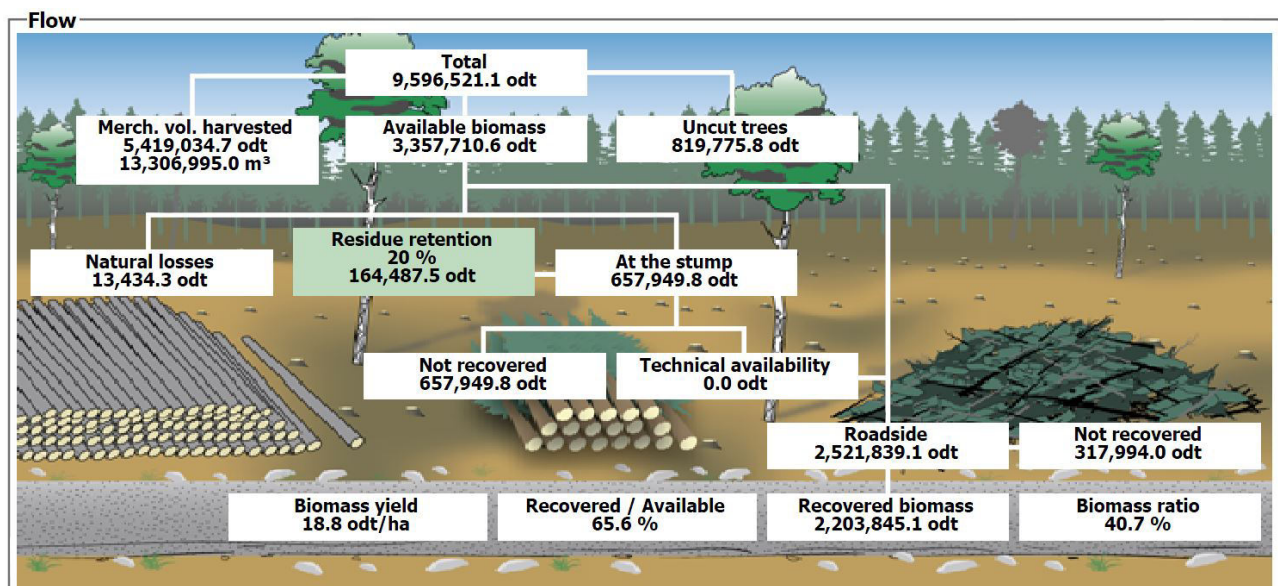 Flow
Total
9,596,521.1 odt
Merch. vol. harvested
5,419,034.7 odt
13,306,995.0 m³
Available biomass
3,357,710.6 odt
Uncut trees
819,775.8 odt
Natural losses
13,434.3 odt
Residue retention
20 %
164,487.5 odt
At the stump
657,949.8 odt
Not recovered
657,949.8 odt
Technical availability
0.0 odt
Roadside
2,521,839.1 odt
Not recovered
317,994.0 odt
Biomass yield
18.8 odt/ha
Recovered / Available
65.6 %
Recovered biomass
2,203,845.1 odt
Biomass ratio
40.7 %